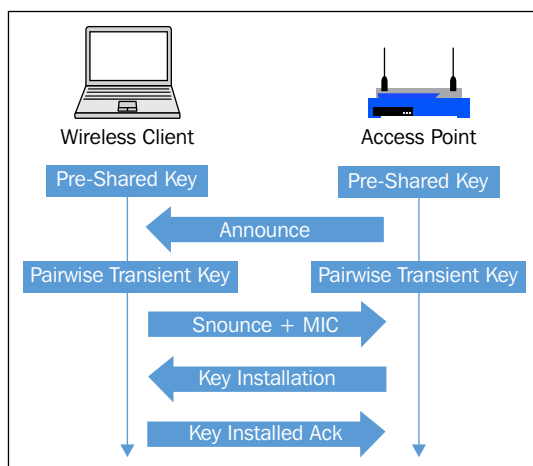 Wireless Client
Access Point
Pre-Shared Key
Pre-Shared Key
Announce
Pairwise Transient Key
Pairwise Transient Key
Snounce + MIC
Key Installation
Key Installed Ack